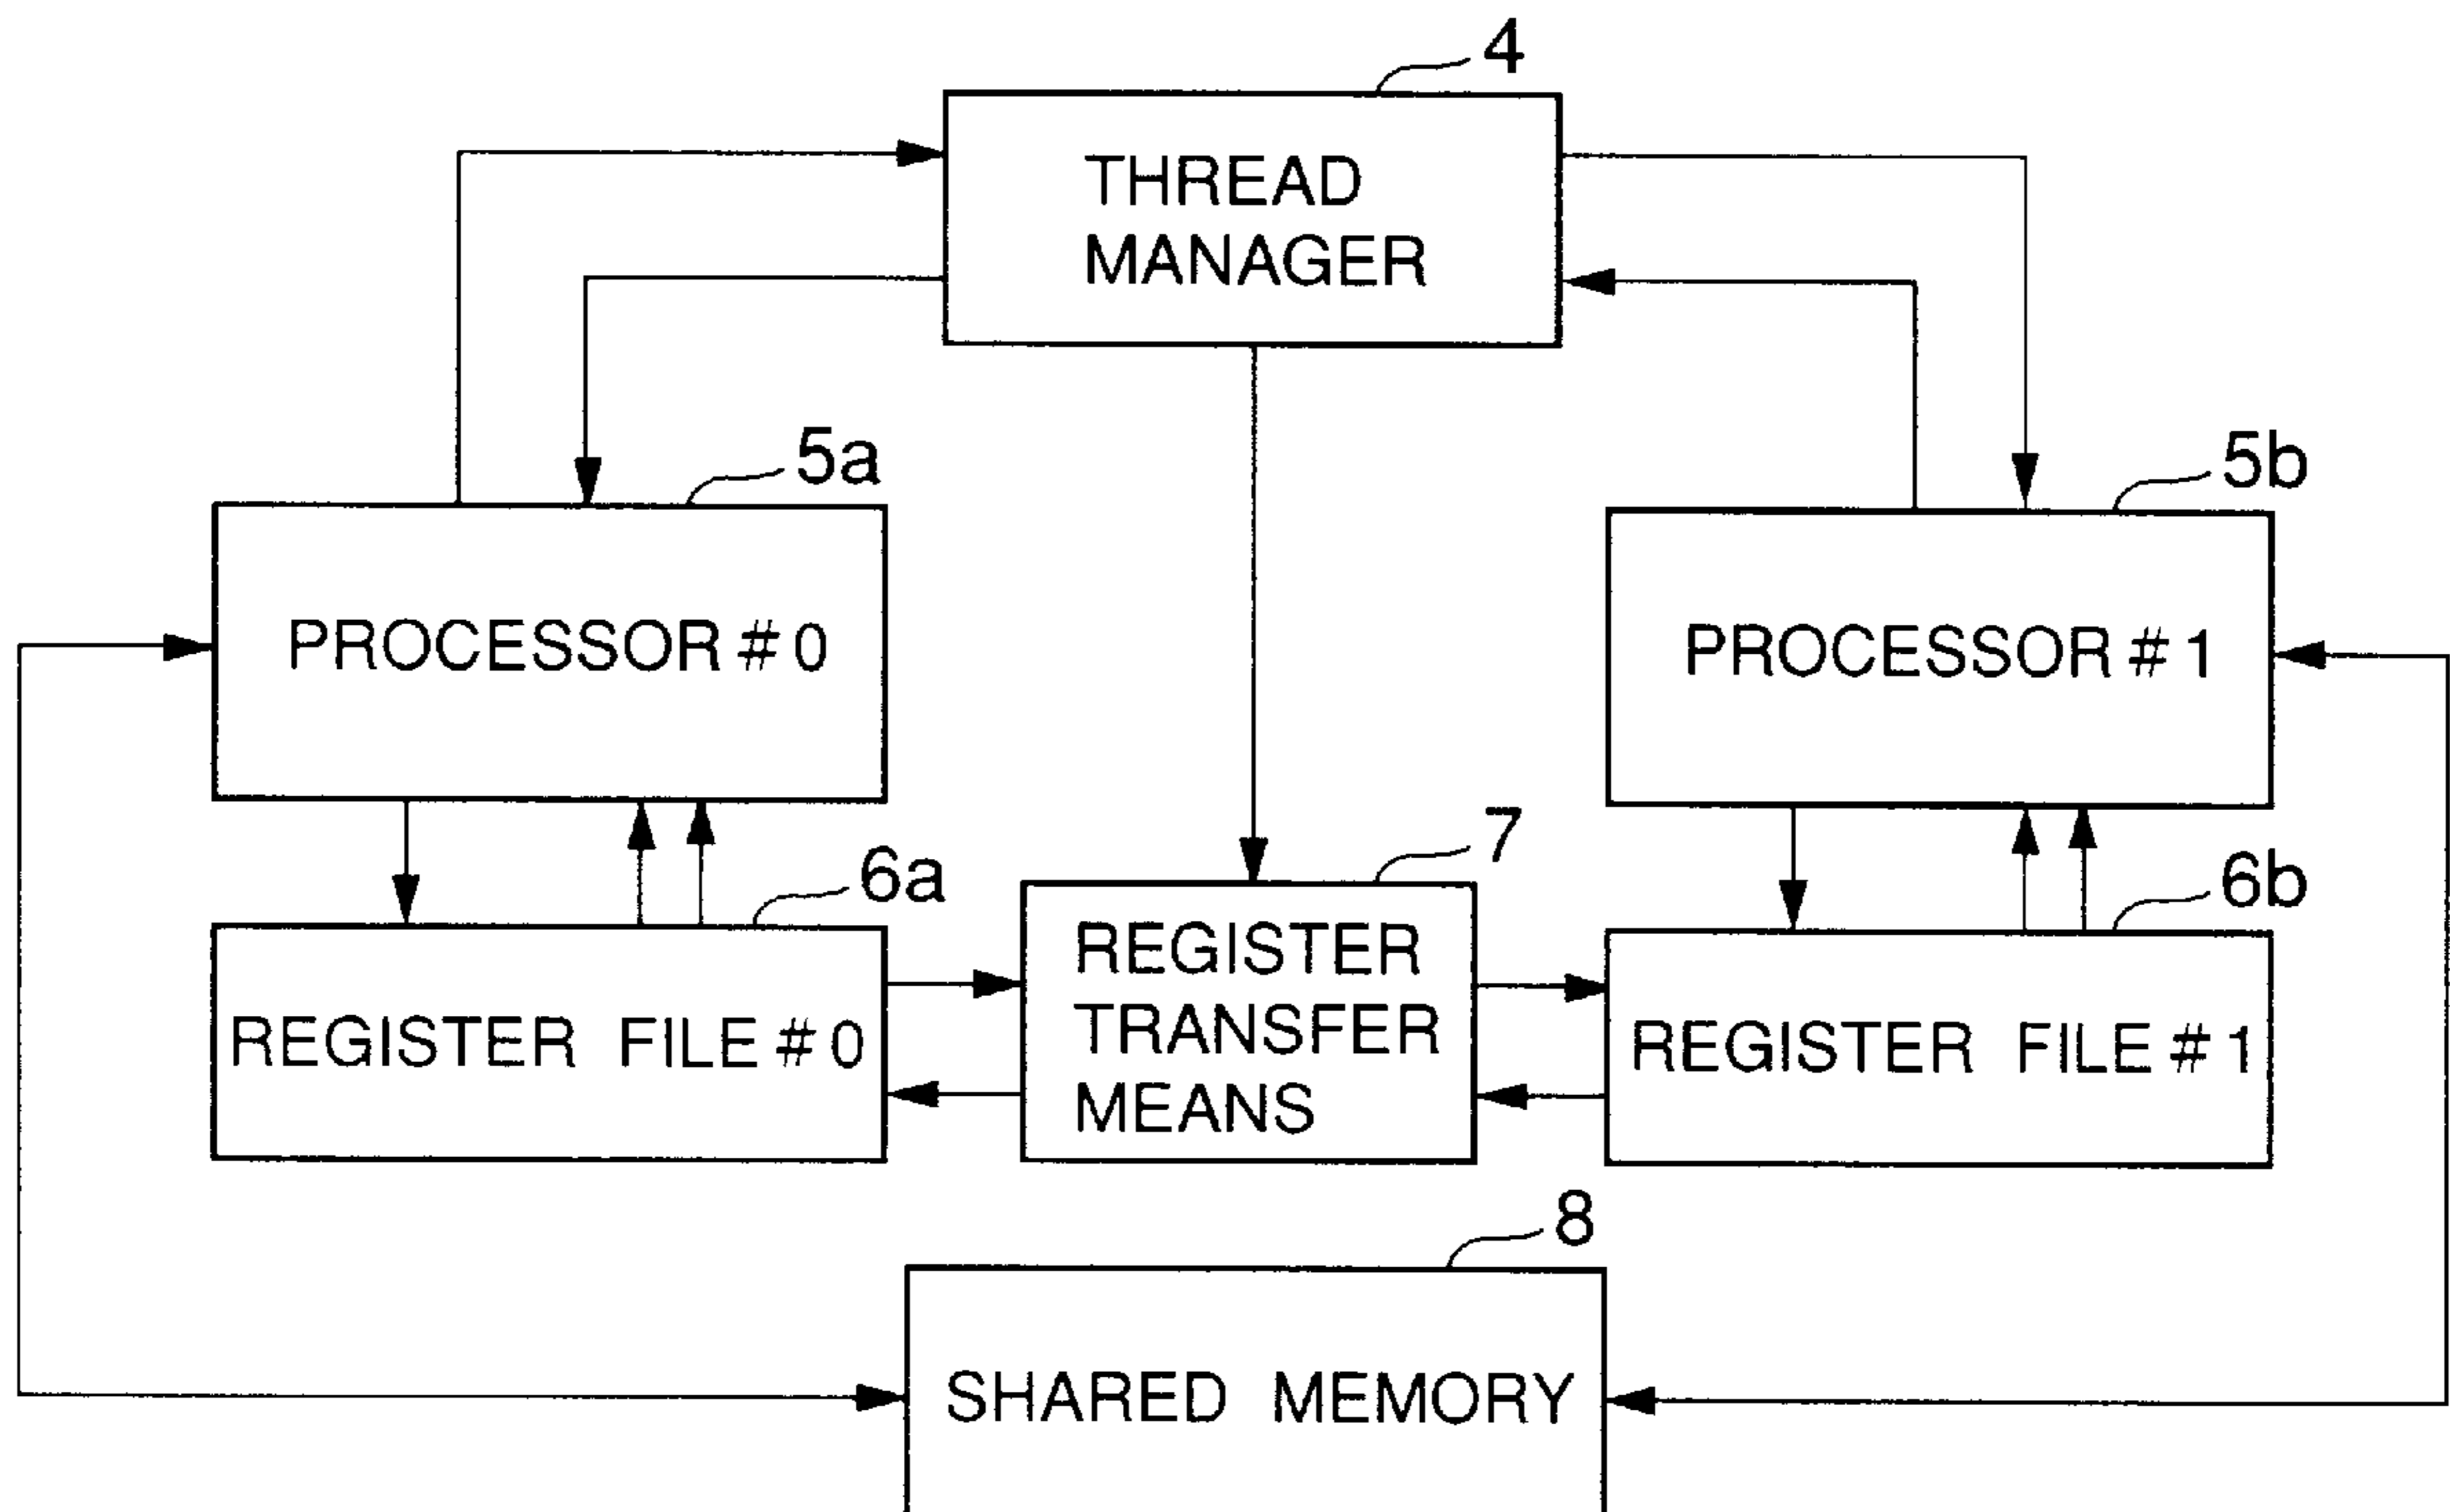 4
THREAD
MANAGER
5a
5b
PROCESSOR # 0
PROCESSOR # 1
7
6a
6b
REGISTER
TRANSFER
MEANS
REGISTER FILE # 0
REGISTER FILE # 1
8
SHARED MEMORY